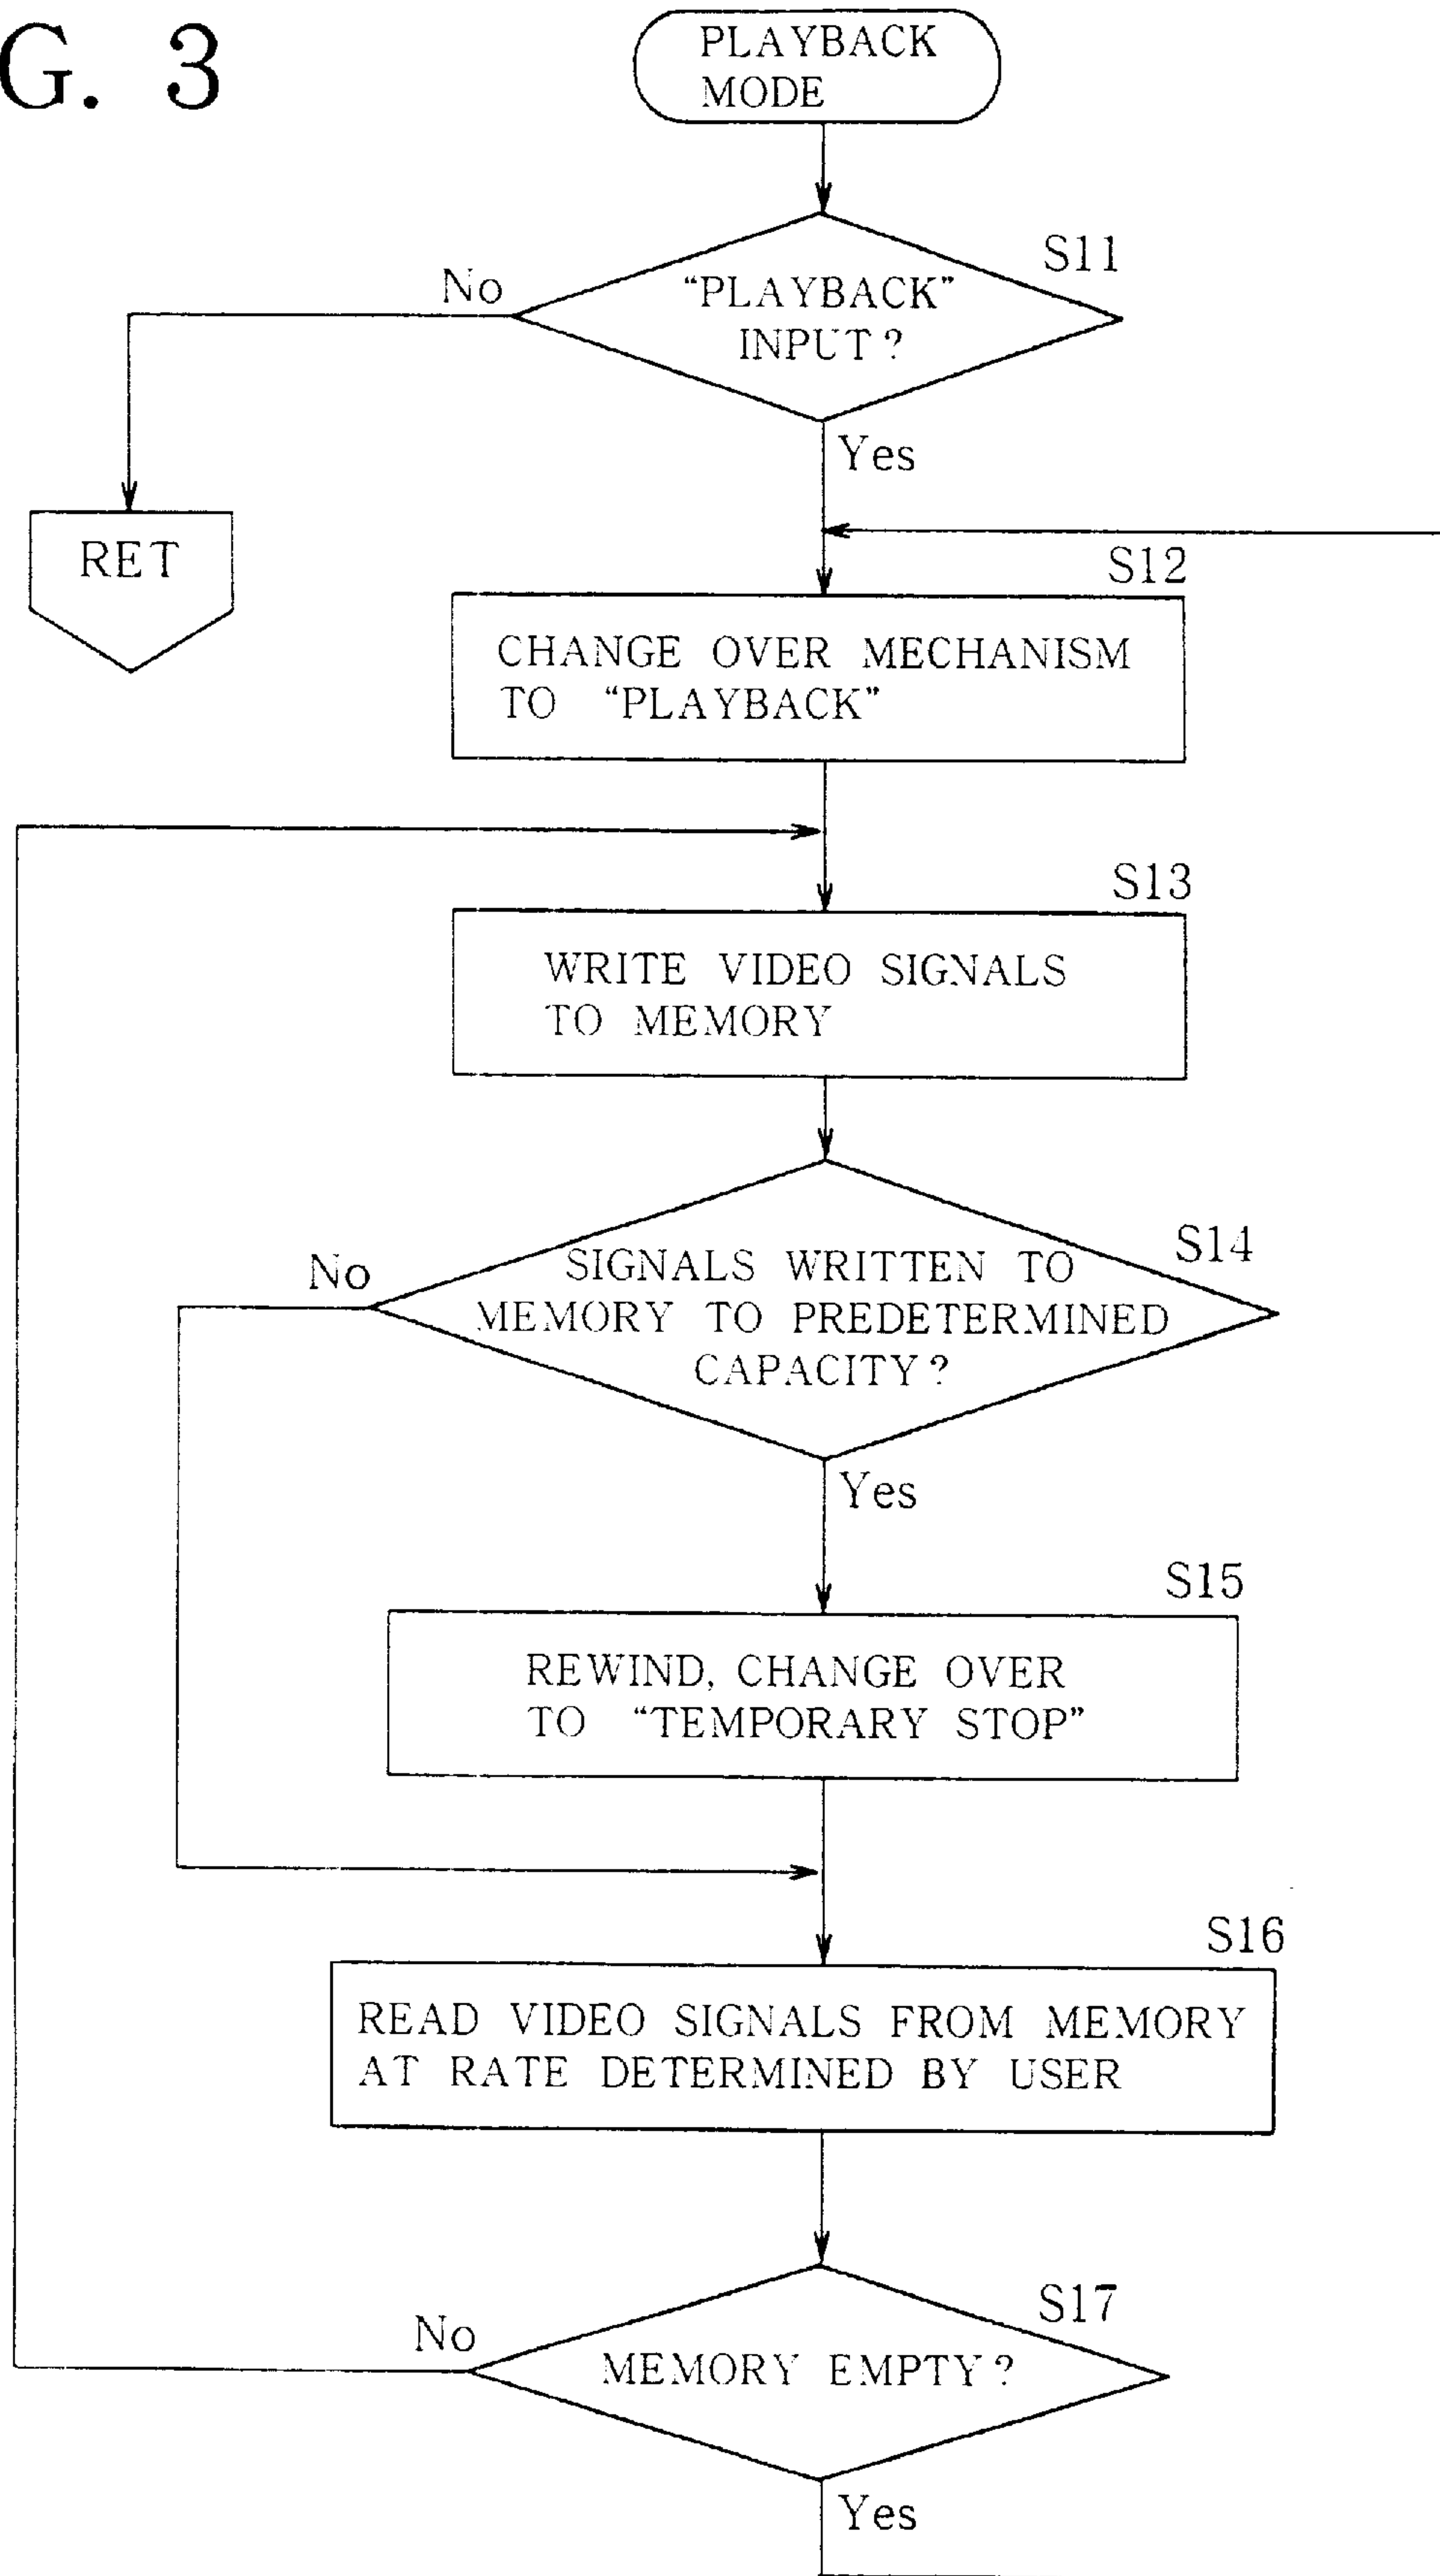 G. 3
PLAYBACK
MODE
S11
No
“PLAYBACK”
INPUT?
Yes
RET
S12
CHANGE OVER MECHANISM
TO “PLAYBACK”
S13
WRITE VIDEO SIGNALS
TO MEMORY
S14
No
SIGNALS WRITTEN TO
MEMORY TO PREDETERMINED
CAPACITY?
Yes
S15
REWIND, CHANGE OVER
TO “TEMPORARY STOP”
S16
READ VIDEO SIGNALS FROM MEMORY
AT RATE DETERMINED BY USER
S17
No
MEMORY EMPTY?
Yes